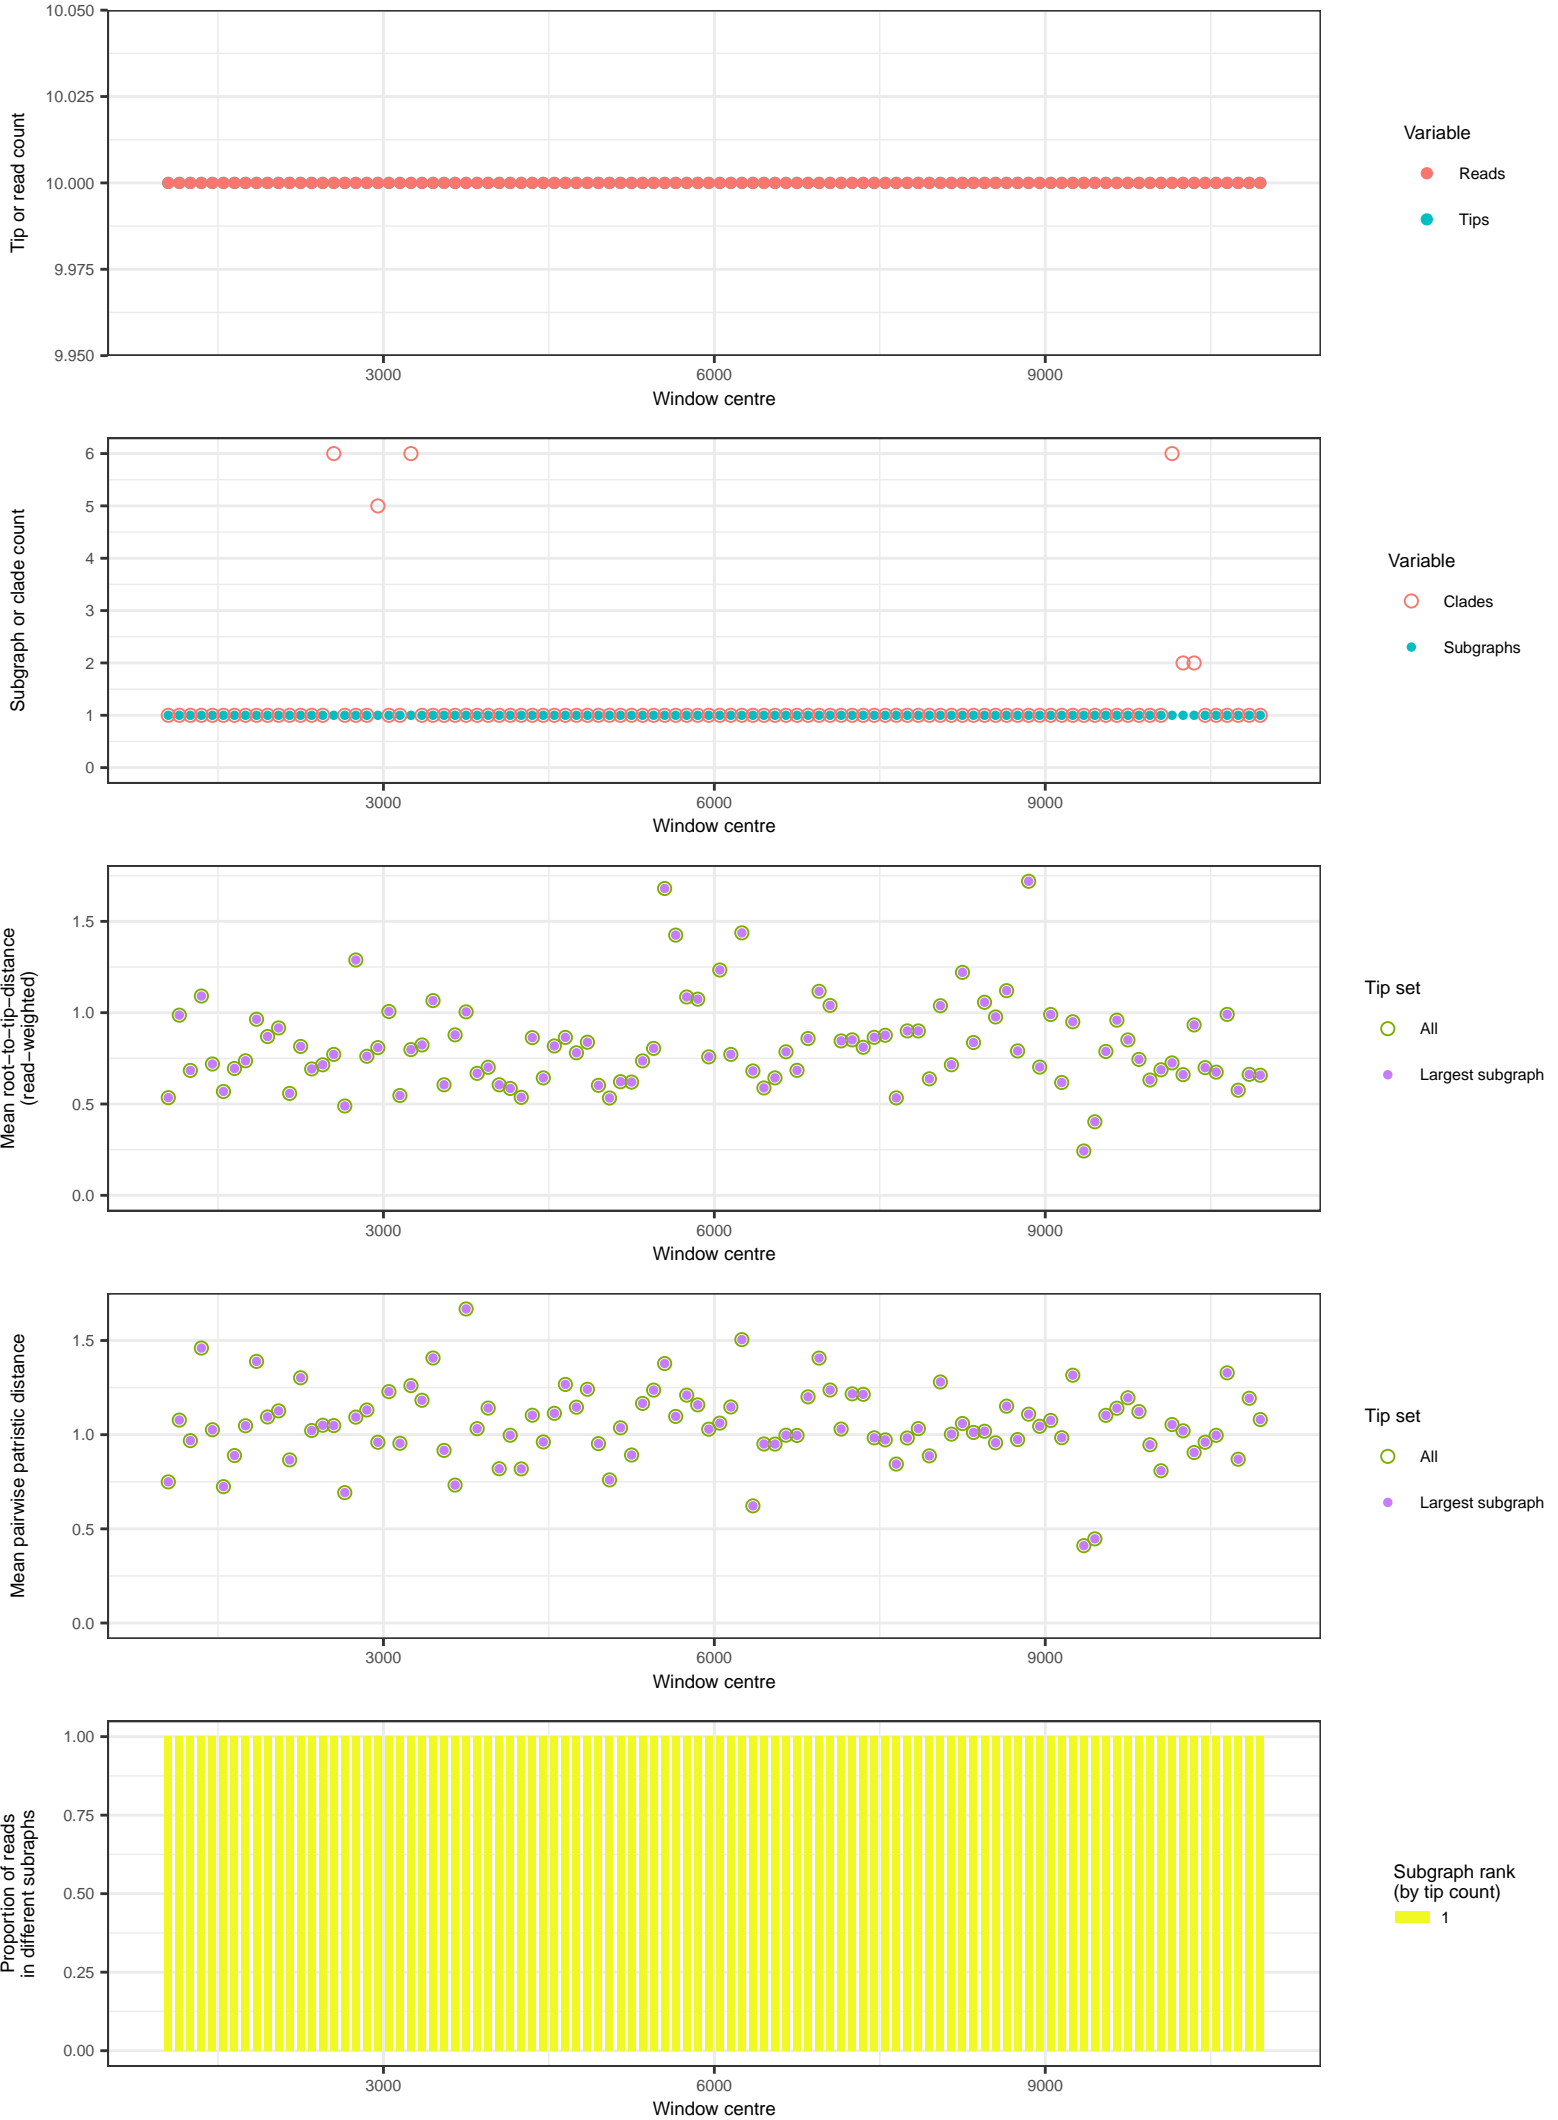 10.050
10.025
10.000
9.975
9.950
Tip or read count
3000
6000
9000
Window centre
Variable
Reads
Tips
6
5
4
3
2
1
0
Subgraph or clade count
3000
6000
9000
Window centre
Variable
Clades
Subgraphs
1.5
1.0
0.5
0.0
Mean root−to−tip−distance
(read−weighted)
3000
6000
9000
Window centre
Tip set
All
Largest subgraph
1.5
1.0
0.5
0.0
Mean pairwise patristic distance
3000
6000
9000
Window centre
Tip set
All
Largest subgraph
1.00
0.75
0.50
0.25
0.00
Proportion of reads
in different subraphs
3000
6000
9000
Window centre
Subgraph rank
(by tip count)
1